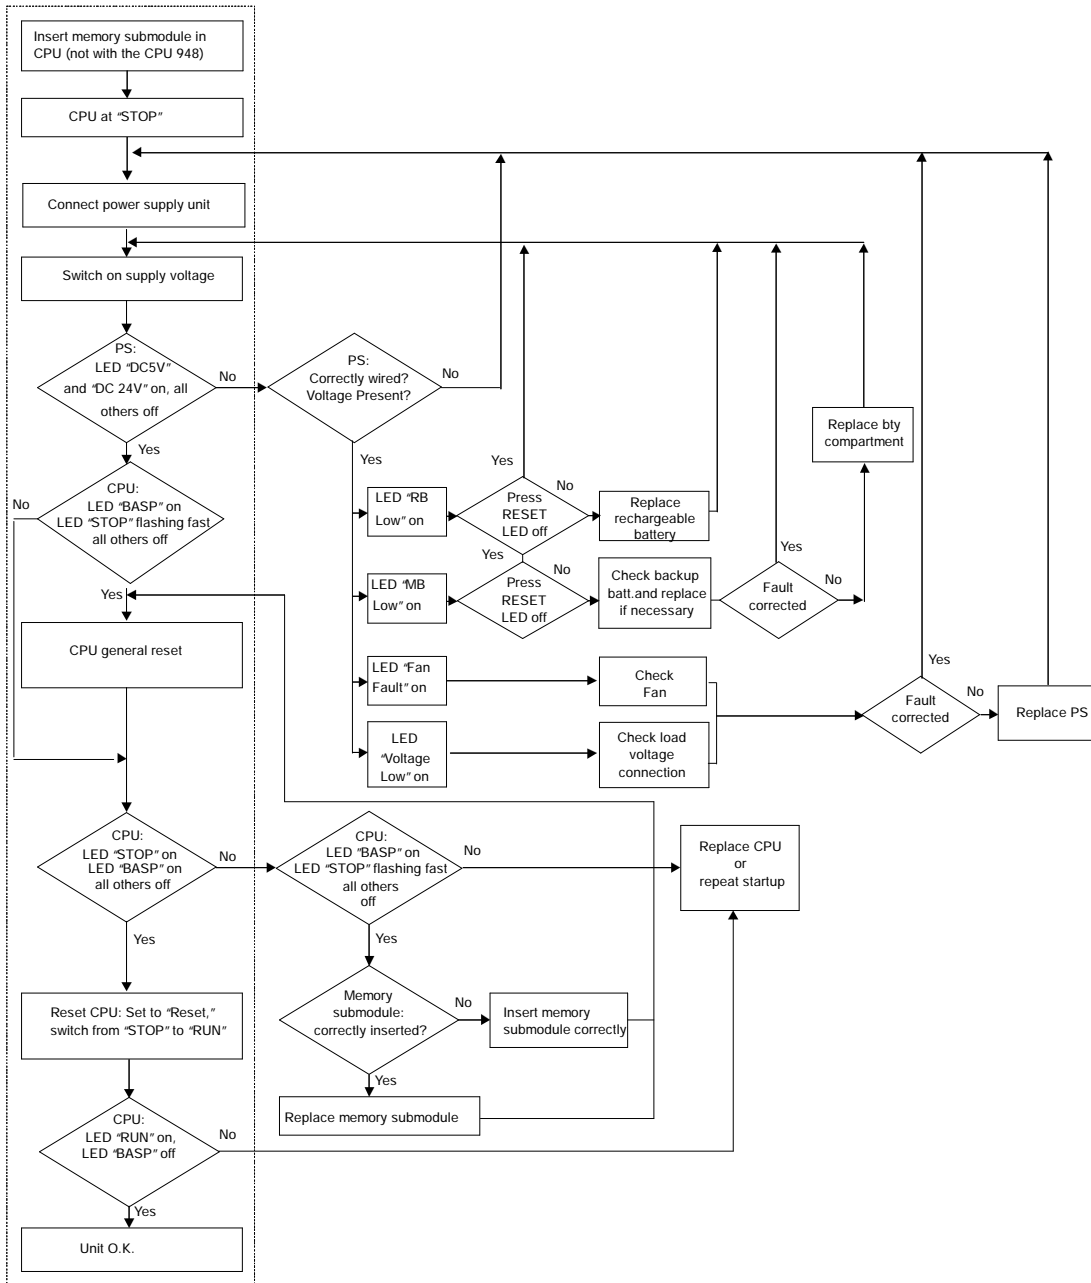 Insert memory submodule in
CPU (not with the CPU 948)
CPU at “STOP”
Connect power supply unit
Switch on supply voltage
PS:
LED “DC5V”
and “DC 24V” on, all
others off
No
Yes
PS:
Correctly wired?
Voltage Present?
No
Yes
CPU:
LED “BASP” on
LED “STOP” flashing fast
all others off
No
Yes
LED “RB
Low” on
Press
RESET
LED off
Yes
No
Replace
rechargeable
battery
LED “MB
Low” on
Press
RESET
LED off
Yes
No
Check backup
batt.and replace
if necessary
Fault
corrected
Yes
No
Replace bty
compartment
LED “Fan
Fault” on
Check
Fan
LED
“Voltage
Low” on
Check load
voltage
connection
Fault
corrected
Yes
No
Replace PS
CPU general reset
CPU:
LED “STOP” on
LED “BASP” on
all others off
No
Yes
CPU:
LED “BASP” on
LED “STOP” flashing fast
all others
off
No
Yes
Replace CPU
or
repeat startup
Memory
submodule:
correctly inserted?
No
Yes
Insert memory
submodule correctly
Replace memory submodule
Reset CPU: Set to “Reset,”
switch from “STOP” to “RUN”
CPU:
LED “RUN” on,
LED “BASP” off
No
Yes
Unit O.K.